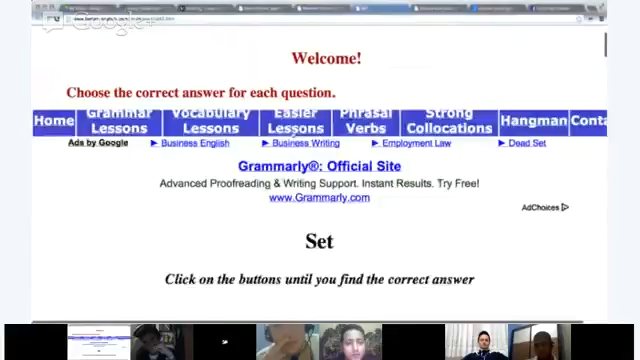 Google+
Welcome!
Choose the correct answer for each question.
Home
Grammar Lessons
Vocabulary Lessons
Easier Lessons
Phrasal Verbs
Strong Collocations
Hangman
Conta
Ads by Google
► Business English
► Business Writing
► Employment Law
► Dead Set
Grammarly®: Official Site
Advanced Proofreading & Writing Support. Instant Results. Try Free!
www.Grammarly.com
AdChoices
Set
Click on the buttons until you find the correct answer